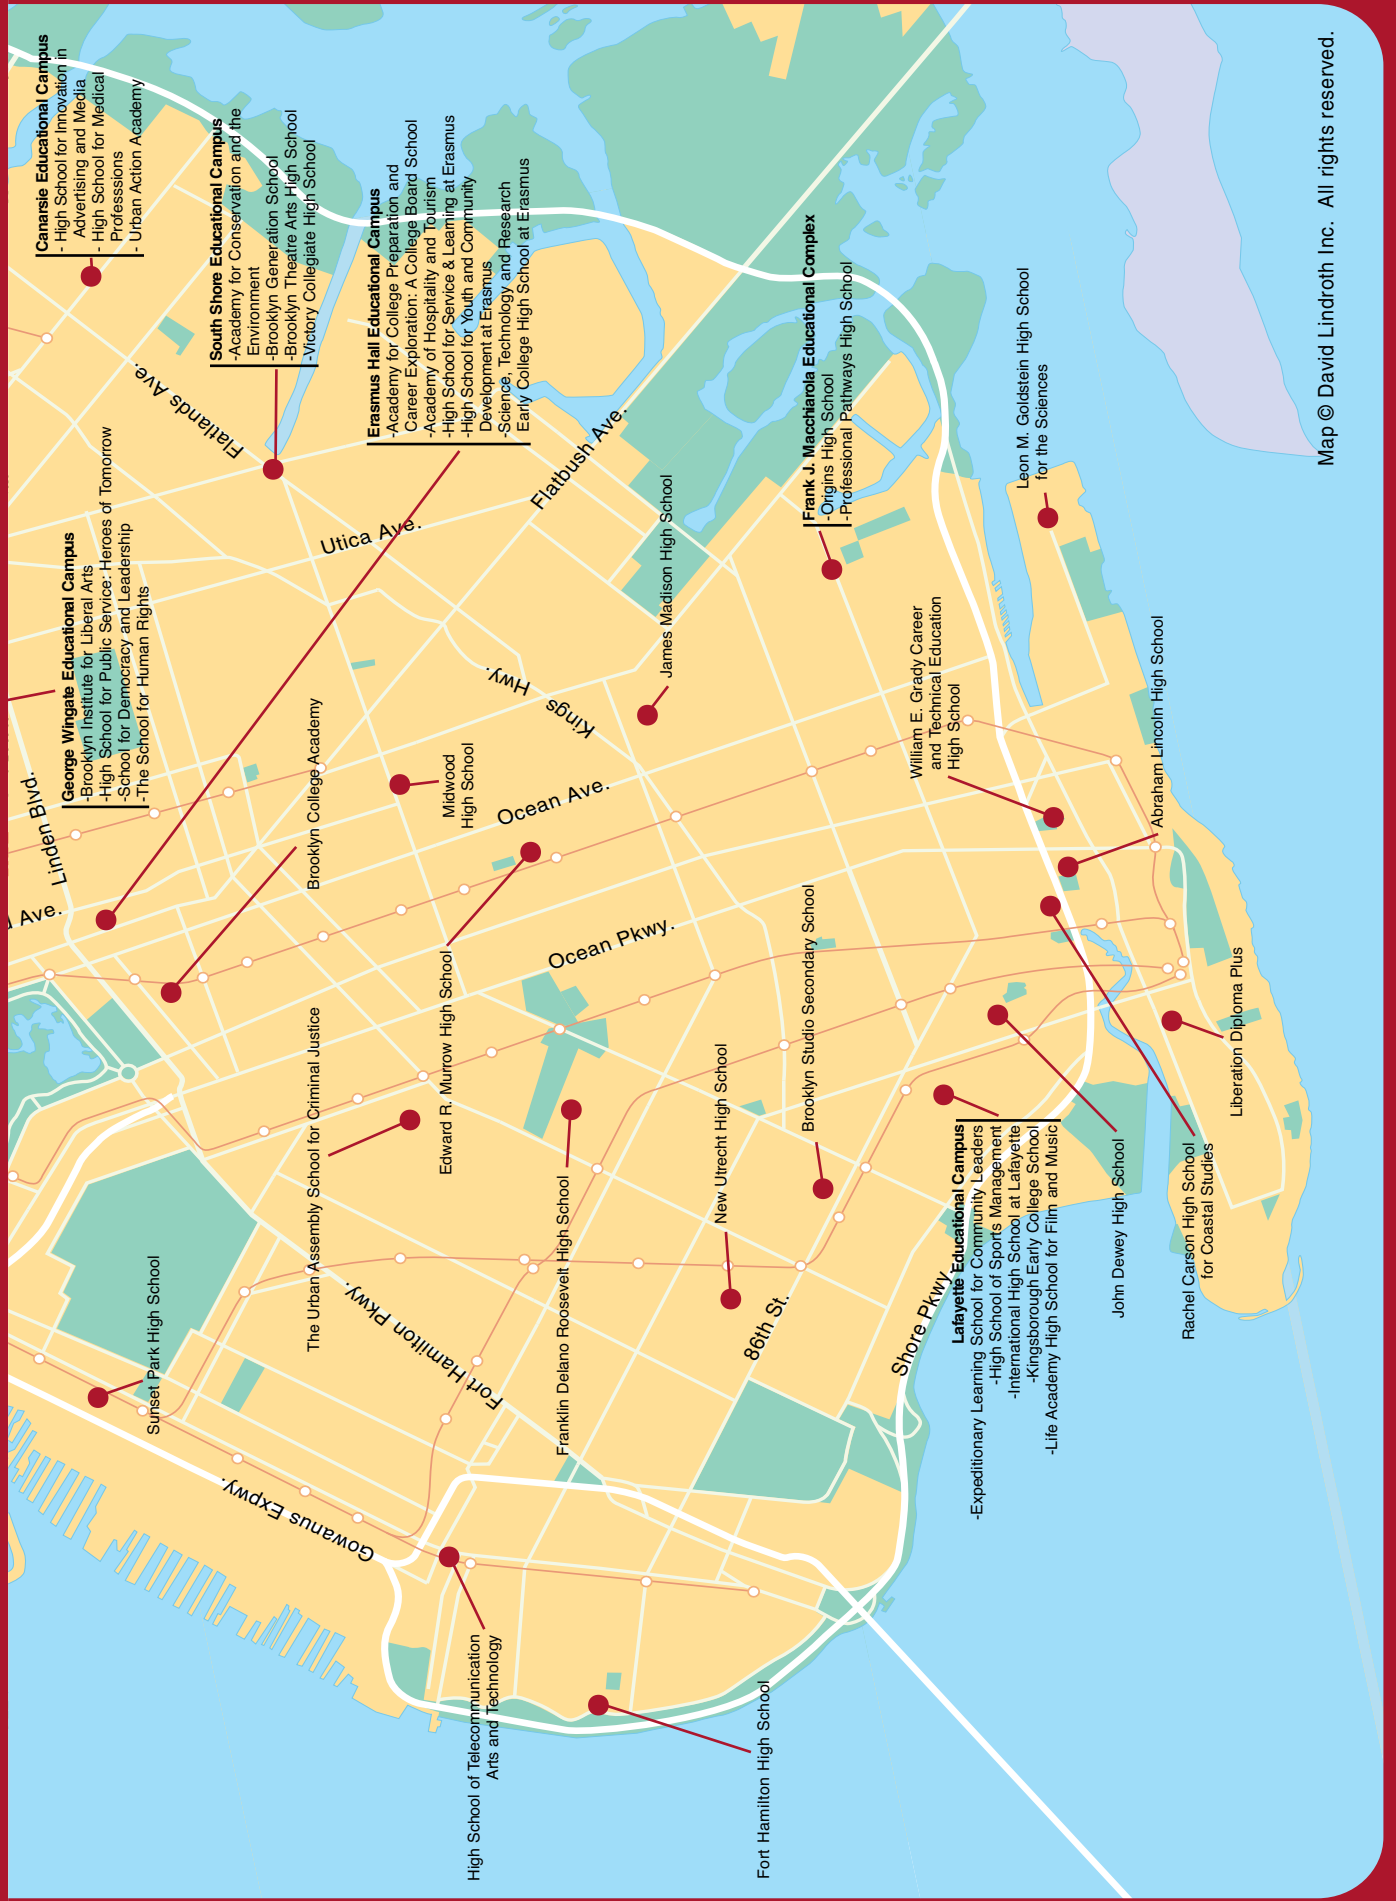 Canarsie Educational Campus
- High School for Innovation in
Advertising and Media
- High School for Medical
Professsions
- Urban Action Academy
South Shore Educational Campus
-Academy for Conservation and the
Environment
-Brooklyn Generation School
-Brooklyn Theatre Arts High School
-Victory Collegiate High School
Erasmus Hall Educational Campus
-Academy for College Preparation and
Career Exploration: A College Board School
-Academy of Hospitality and Tourism
-High School for Service & Learning at Erasmus
-High School for Youth and Community
Development at Erasmus
-Science, Technology and Research
Early College High School at Erasmus
Frank J. Macchiarola Educational Complex
-Origins High School
-Professional Pathways High School
Leon M. Goldstein High School
for the Sciences
Map © David Lindroth Inc. All rights reserved.
George Wingate Educational Campus
-Brooklyn Institute for Liberal Arts
-High School for Public Service: Heroes of Tomorrow
-School for Democracy and Leadership
-The School for Human Rights
Flatlands Ave.
Utica Ave.
Flatbush Ave.
James Madison High School
Kings Hwy.
Linden Blvd.
Ave.
Brooklyn College Academy
Midwood
High School
Ocean Ave.
William E. Grady Career
and Technical Education
High School
Abraham Lincoln High School
Ocean Pkwy.
Edward R. Murrow High School
The Urban Assembly School for Criminal Justice
Brooklyn Studio Secondary School
New Utrecht High School
Franklin Delano Roosevelt High School
Liberation Diploma Plus
John Dewey High School
Rachel Carson High School
for Coastal Studies
Lafayette Educational Campus
-Expeditionary Learning School for Community Leaders
-High School of Sports Management
-International High School at Lafayette
-Kingsborough Early College School
-Life Academy High School for Film and Music
Sunset Park High School
Fort Hamilton Pkwy.
86th St.
Shore Pkwy.
Gowanus Expwy.
High School of Telecommunication
Arts and Technology
Fort Hamilton High School